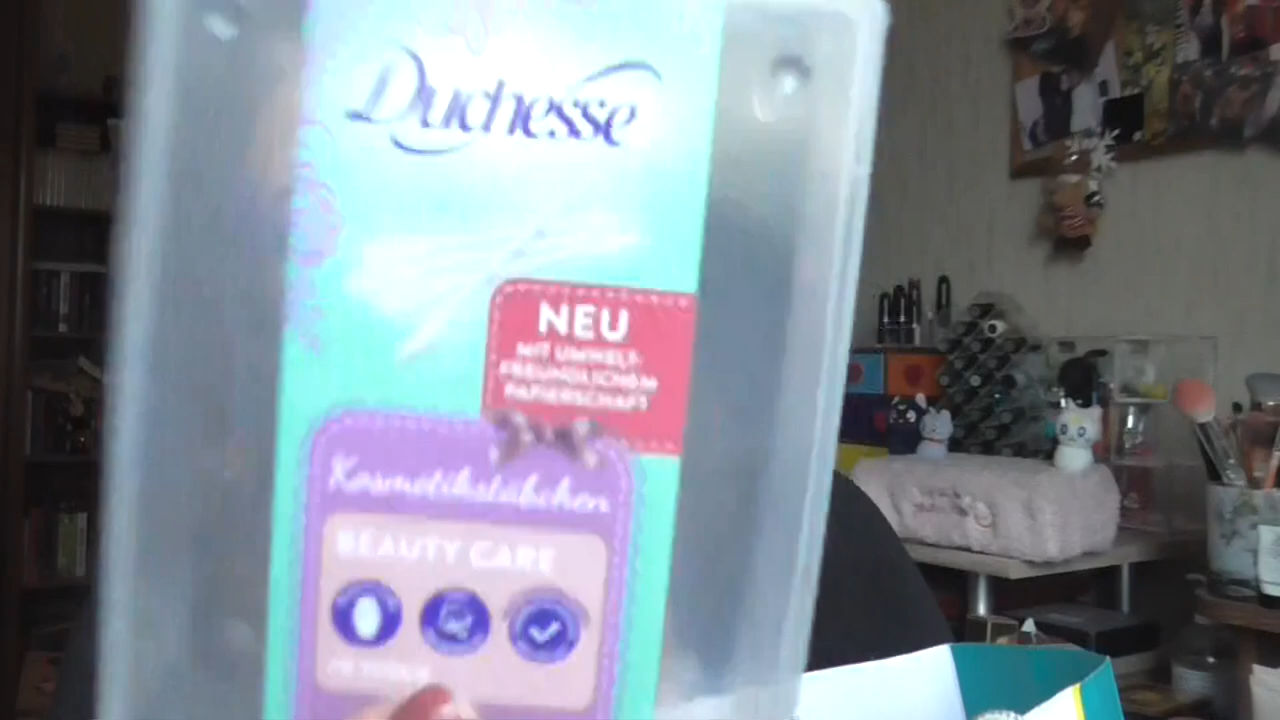 Duchesse
NEU
MIT UMWELT-
FREUNDLICHEM
PAPIERSCHAFT
Kosmetikstäbchen
BEAUTY CARE